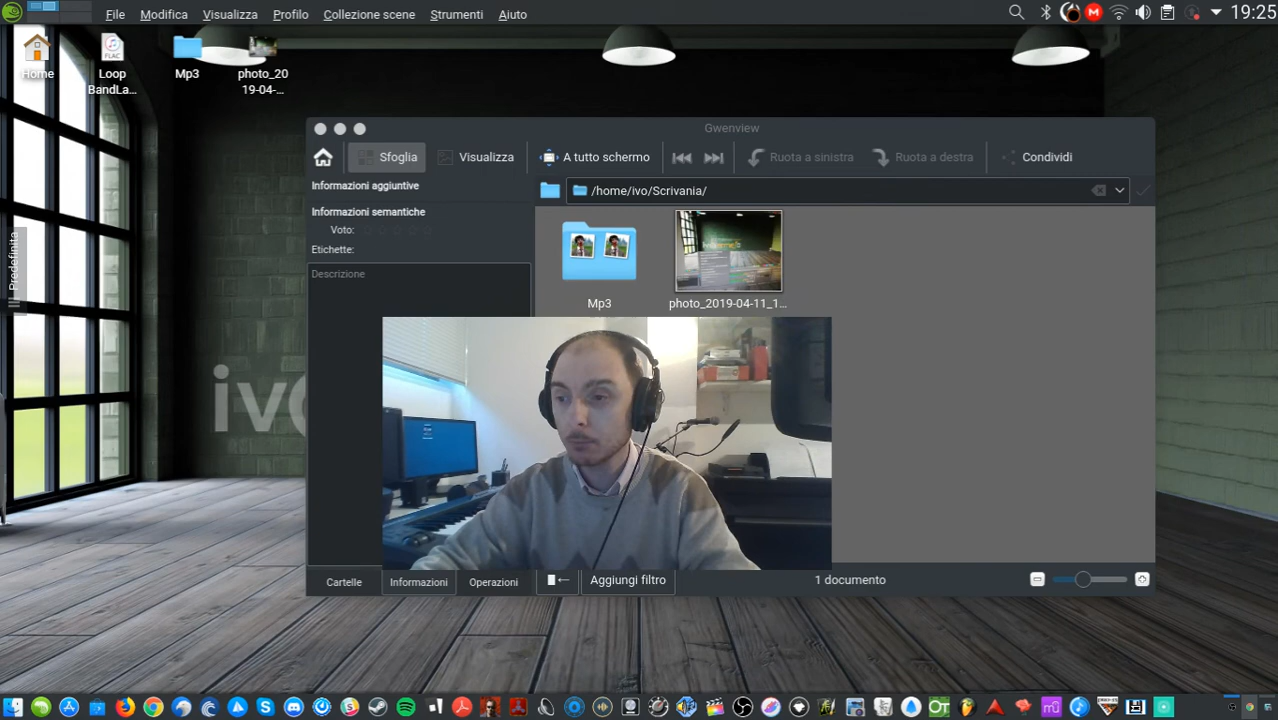 File Modifica Visualizza Profilo Collezione scene Strumenti Aiuto 19:25
Home
Loop
BandLa...
Mp3
photo_20
19-04-...
Predefinita
Gwenview
Sfoglia Visualizza A tutto schermo Ruota a sinistra Ruota a destra Condividi
Informazioni aggiuntive
/home/ivo/Scrivania/
Informazioni semantiche
Voto:
Etichette:
Descrizione
Mp3
photo_2019-04-11_1...
Cartelle Informazioni Operazioni Aggiungi filtro 1 documento